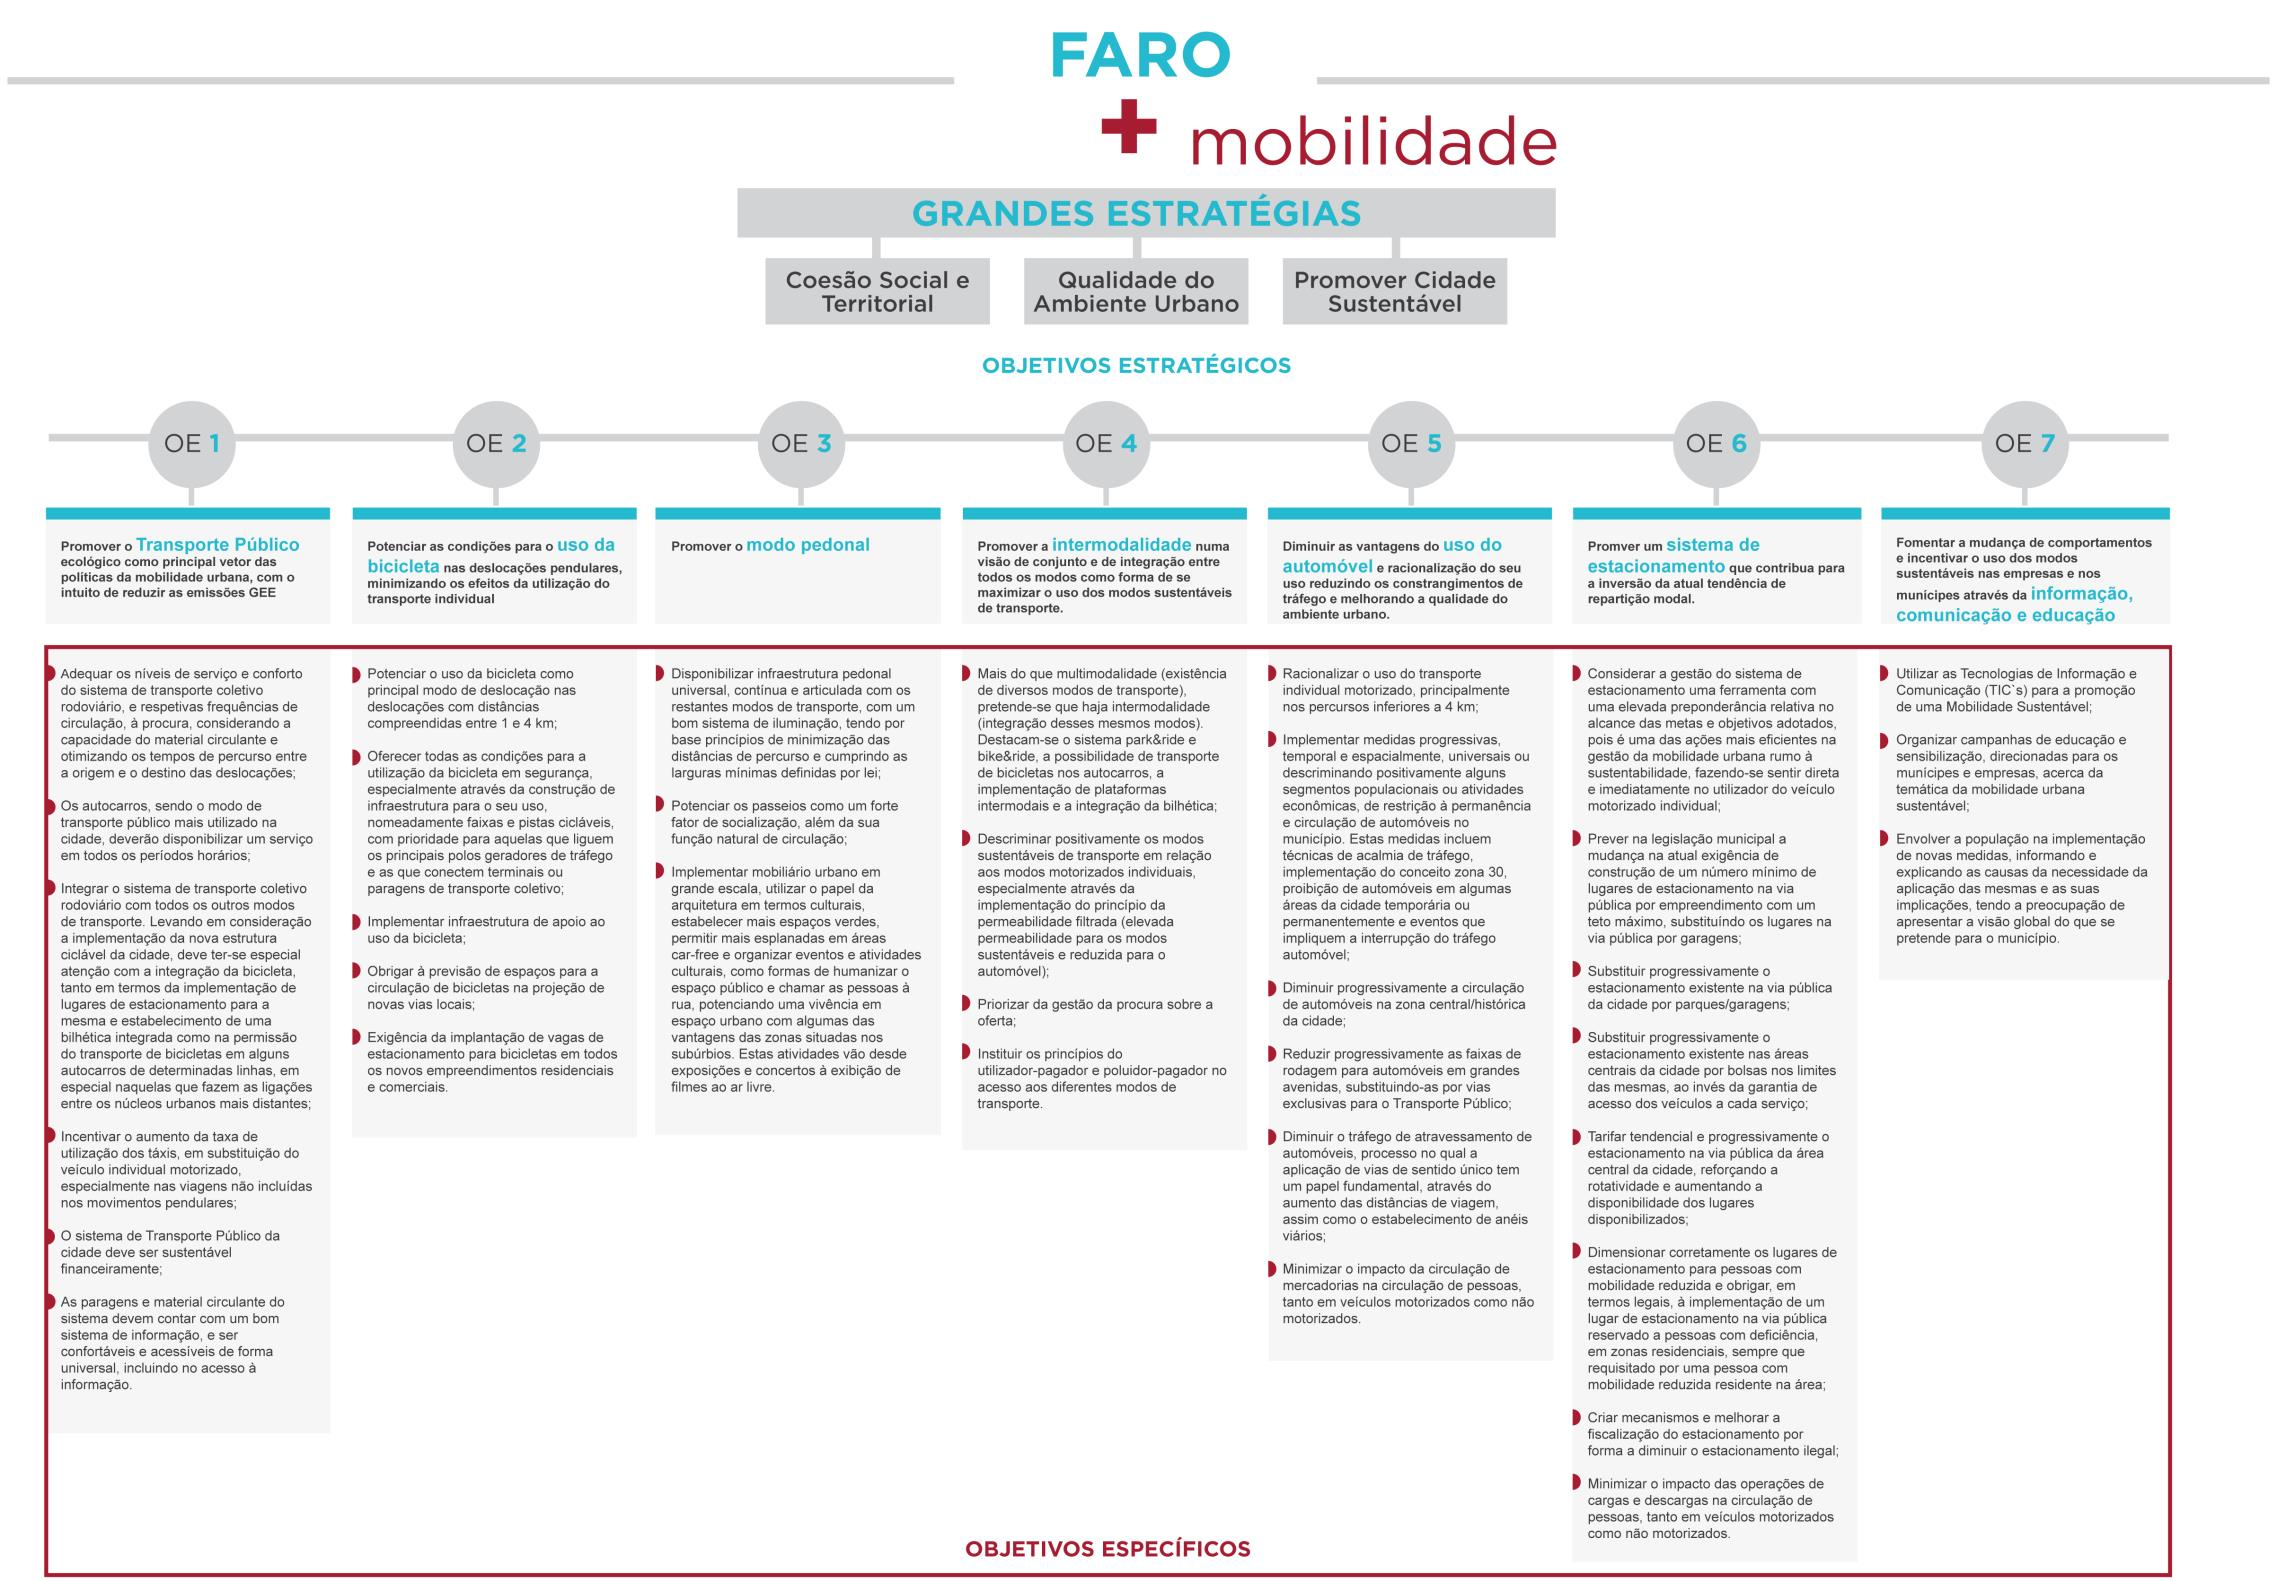 FARO
+ mobilidade
GRANDES ESTRATÉGIAS
Coesão Social e
Territorial
Qualidade do
Ambiente Urbano
Promover Cidade
Sustentável
OBJETIVOS ESTRATÉGICOS
OE 1
OE 2
OE 3
OE 4
OE 5
OE 6
OE 7
Promover o Transporte Público
ecológico como principal vetor das
políticas da mobilidade urbana, com o
intuito de reduzir as emissões GEE
Potenciar as condições para o uso da
bicicleta nas deslocações pendulares,
minimizando os efeitos da utilização do
transporte individual
Promover o modo pedonal
Promover a intermodalidade numa
visão de conjunto e de integração entre
todos os modos como forma de se
maximizar o uso dos modos sustentáveis
de transporte.
Diminuir as vantagens do uso do
automóvel e racionalização do seu
uso reduzindo os constrangimentos de
tráfego e melhorando a qualidade do
ambiente urbano.
Promver um sistema de
estacionamento que contribua para
a inversão da atual tendência de
repartição modal.
Fomentar a mudança de comportamentos
e incentivar o uso dos modos
sustentáveis nas empresas e nos
munícipes através da informação,
comunicação e educação
Adequar os níveis de serviço e conforto
do sistema de transporte coletivo
rodoviário, e respetivas frequências de
circulação, à procura, considerando a
capacidade do material circulante e
otimizando os tempos de percurso entre
a origem e o destino das deslocações;
Os autocarros, sendo o modo de
transporte público mais utilizado na
cidade, deverão disponibilizar um serviço
em todos os períodos horários;
Integrar o sistema de transporte coletivo
rodoviário com todos os outros modos
de transporte. Levando em consideração
a implementação da nova estrutura
ciclável da cidade, deve ter-se especial
atenção com a integração da bicicleta,
tanto em termos da implementação de
lugares de estacionamento para a
mesma e estabelecimento de uma
bilhética integrada como na permissão
do transporte de bicicletas em alguns
autocarros de determinadas linhas, em
especial naquelas que fazem as ligações
entre os núcleos urbanos mais distantes;
Incentivar o aumento da taxa de
utilização dos táxis, em substituição do
veículo individual motorizado,
especialmente nas viagens não incluídas
nos movimentos pendulares;
O sistema de Transporte Público da
cidade deve ser sustentável
financeiramente;
As paragens e material circulante do
sistema devem contar com um bom
sistema de informação, e ser
confortáveis e acessíveis de forma
universal, incluindo no acesso à
informação.
Potenciar o uso da bicicleta como
principal modo de deslocação nas
deslocações com distâncias
compreendidas entre 1 e 4 km;
Oferecer todas as condições para a
utilização da bicicleta em segurança,
especialmente através da construção de
infraestrutura para o seu uso,
nomeadamente faixas e pistas cicláveis,
com prioridade para aquelas que liguem
os principais polos geradores de tráfego
e as que conectem terminais ou
paragens de transporte coletivo;
Implementar infraestrutura de apoio ao
uso da bicicleta;
Obrigar à previsão de espaços para a
circulação de bicicletas na projeção de
novas vias locais;
Exigência da implantação de vagas de
estacionamento para bicicletas em todos
os novos empreendimentos residenciais
e comerciais.
Disponibilizar infraestrutura pedonal
universal, contínua e articulada com os
restantes modos de transporte, com um
bom sistema de iluminação, tendo por
base princípios de minimização das
distâncias de percurso e cumprindo as
larguras mínimas definidas por lei;
Potenciar os passeios como um forte
fator de socialização, além da sua
função natural de circulação;
Implementar mobiliário urbano em
grande escala, utilizar o papel da
arquitetura em termos culturais,
estabelecer mais espaços verdes,
permitir mais esplanadas em áreas
car-free e organizar eventos e atividades
culturais, como formas de humanizar o
espaço público e chamar as pessoas à
rua, potenciando uma vivência em
espaço urbano com algumas das
vantagens das zonas situadas nos
subúrbios. Estas atividades vão desde
exposições e concertos à exibição de
filmes ao ar livre.
Mais do que multimodalidade (existência
de diversos modos de transporte),
pretende-se que haja intermodalidade
(integração desses mesmos modos).
Destacam-se o sistema park&ride e
bike&ride, a possibilidade de transporte
de bicicletas nos autocarros, a
implementação de plataformas
intermodais e a integração da bilhética;
Descriminar positivamente os modos
sustentáveis de transporte em relação
aos modos motorizados individuais,
especialmente através da
implementação do princípio da
permeabilidade filtrada (elevada
permeabilidade para os modos
sustentáveis e reduzida para o
automóvel);
Priorizar da gestão da procura sobre a
oferta;
Instituir os princípios do
utilizador-pagador e poluidor-pagador no
acesso aos diferentes modos de
transporte.
Racionalizar o uso do transporte
individual motorizado, principalmente
nos percursos inferiores a 4 km;
Implementar medidas progressivas,
temporal e espacialmente, universais ou
descriminando positivamente alguns
segmentos populacionais ou atividades
econômicas, de restrição à permanência
e circulação de automóveis no
município. Estas medidas incluem
técnicas de acalmia de tráfego,
implementação do conceito zona 30,
proibição de automóveis em algumas
áreas da cidade temporária ou
permanentemente e eventos que
impliquem a interrupção do tráfego
automóvel;
Diminuir progressivamente a circulação
de automóveis na zona central/histórica
da cidade;
Reduzir progressivamente as faixas de
rodagem para automóveis em grandes
avenidas, substituindo-as por vias
exclusivas para o Transporte Público;
Diminuir o tráfego de atravessamento de
automóveis, processo no qual a
aplicação de vias de sentido único tem
um papel fundamental, através do
aumento das distâncias de viagem,
assim como o estabelecimento de anéis
viários;
Minimizar o impacto da circulação de
mercadorias na circulação de pessoas,
tanto em veículos motorizados como não
motorizados.
Considerar a gestão do sistema de
estacionamento uma ferramenta com
uma elevada preponderância relativa no
alcance das metas e objetivos adotados,
pois é uma das ações mais eficientes na
gestão da mobilidade urbana rumo à
sustentabilidade, fazendo-se sentir direta
e imediatamente no utilizador do veículo
motorizado individual;
Prever na legislação municipal a
mudança na atual exigência de
construção de um número mínimo de
lugares de estacionamento na via
pública por empreendimento com um
teto máximo, substituíndo os lugares na
via pública por garagens;
Substituir progressivamente o
estacionamento existente na via pública
da cidade por parques/garagens;
Substituir progressivamente o
estacionamento existente nas áreas
centrais da cidade por bolsas nos limites
das mesmas, ao invés da garantia de
acesso dos veículos a cada serviço;
Tarifar tendencial e progressivamente o
estacionamento na via pública da área
central da cidade, reforçando a
rotatividade e aumentando a
disponibilidade dos lugares
disponibilizados;
Dimensionar corretamente os lugares de
estacionamento para pessoas com
mobilidade reduzida e obrigar, em
termos legais, à implementação de um
lugar de estacionamento na via pública
reservado a pessoas com deficiência,
em zonas residenciais, sempre que
requisitado por uma pessoa com
mobilidade reduzida residente na área;
Criar mecanismos e melhorar a
fiscalização do estacionamento por
forma a diminuir o estacionamento ilegal;
Minimizar o impacto das operações de
cargas e descargas na circulação de
pessoas, tanto em veículos motorizados
como não motorizados.
Utilizar as Tecnologias de Informação e
Comunicação (TIC`s) para a promoção
de uma Mobilidade Sustentável;
Organizar campanhas de educação e
sensibilização, direcionadas para os
munícipes e empresas, acerca da
temática da mobilidade urbana
sustentável;
Envolver a população na implementação
de novas medidas, informando e
explicando as causas da necessidade da
aplicação das mesmas e as suas
implicações, tendo a preocupação de
apresentar a visão global do que se
pretende para o município.
OBJETIVOS ESPECÍFICOS